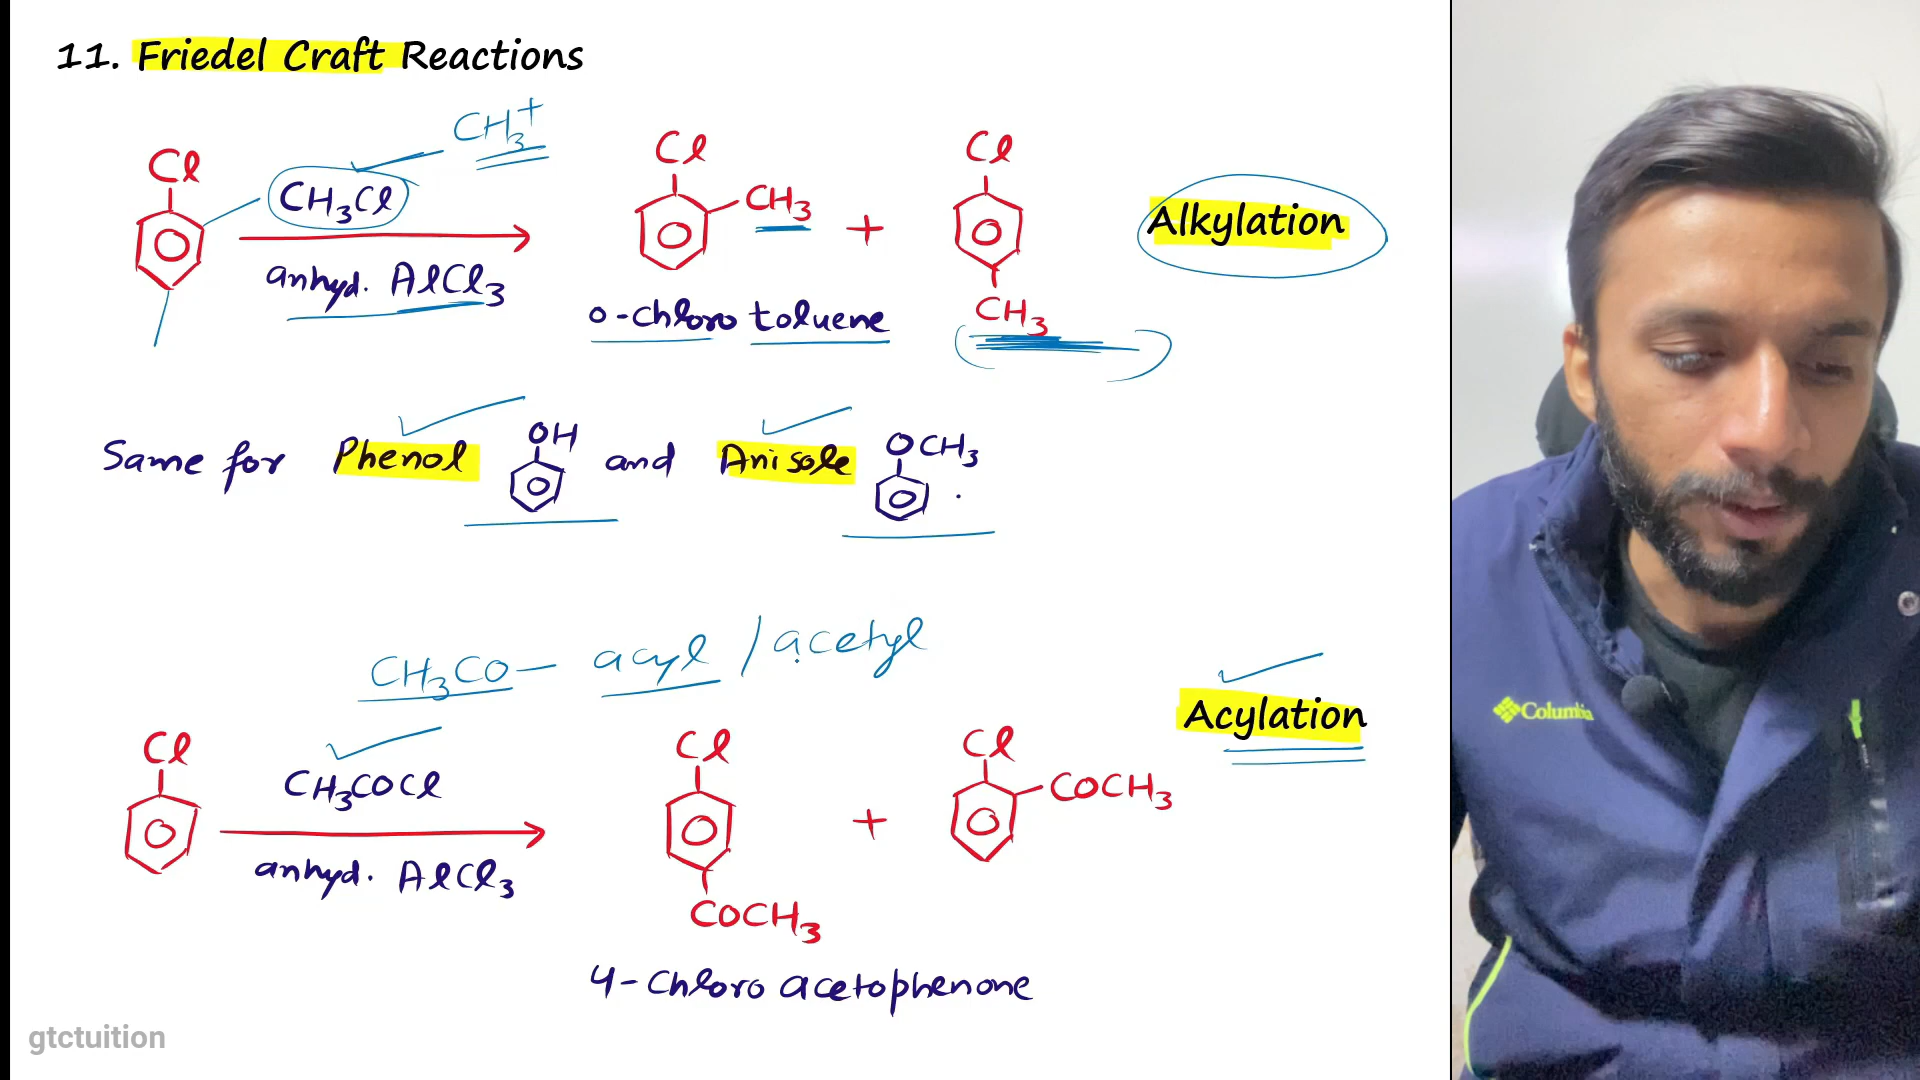 11. Friedel Craft Reactions
CH3+
Cl CH3Cl
anhyd. AlCl3
Cl CH3 + Cl CH3
o-chloro toluene
Alkylation
Same for Phenol OH and Anisole OCH3 .
CH3CO— acyl / acetyl
Acylation
Cl CH3COCl
anhyd. AlCl3
Cl COCH3 + Cl COCH3
4-Chloro acetophenone
Columbia
gtctuition